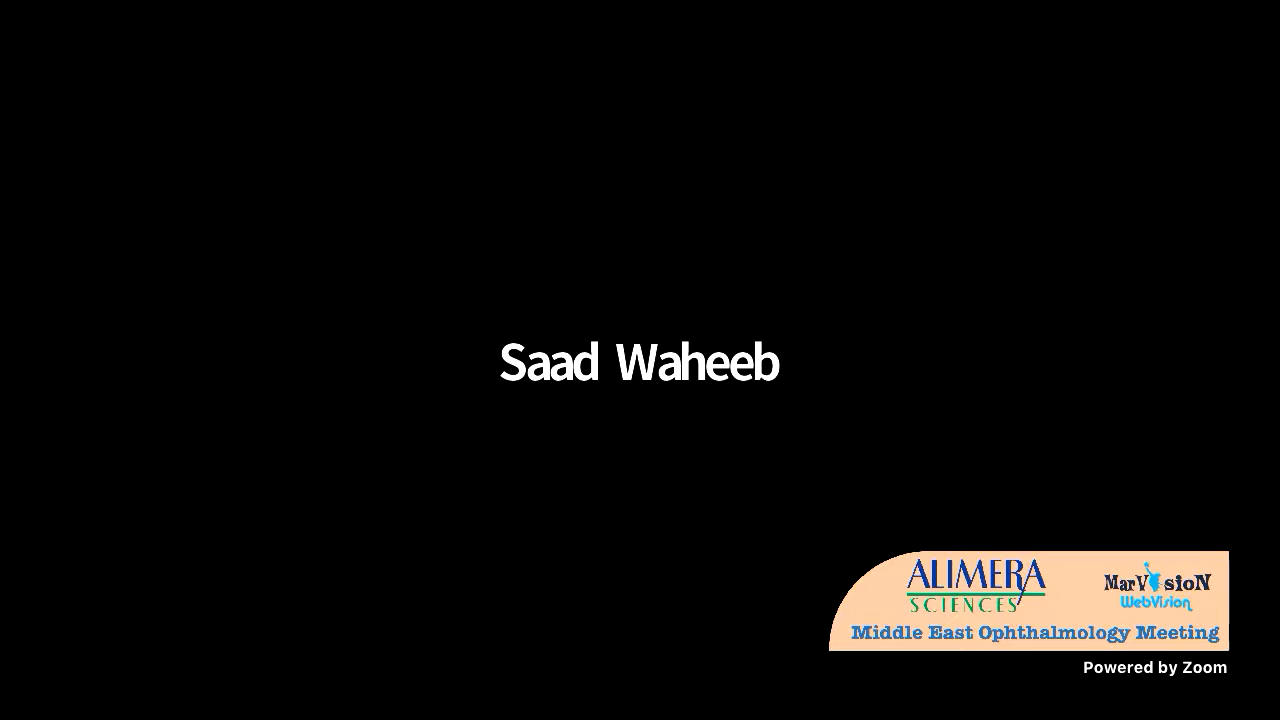 Saad Waheeb
ALIMERA
SCIENCES
MarVisioN
WebVision
Middle East Ophthalmology Meeting
Powered by Zoom